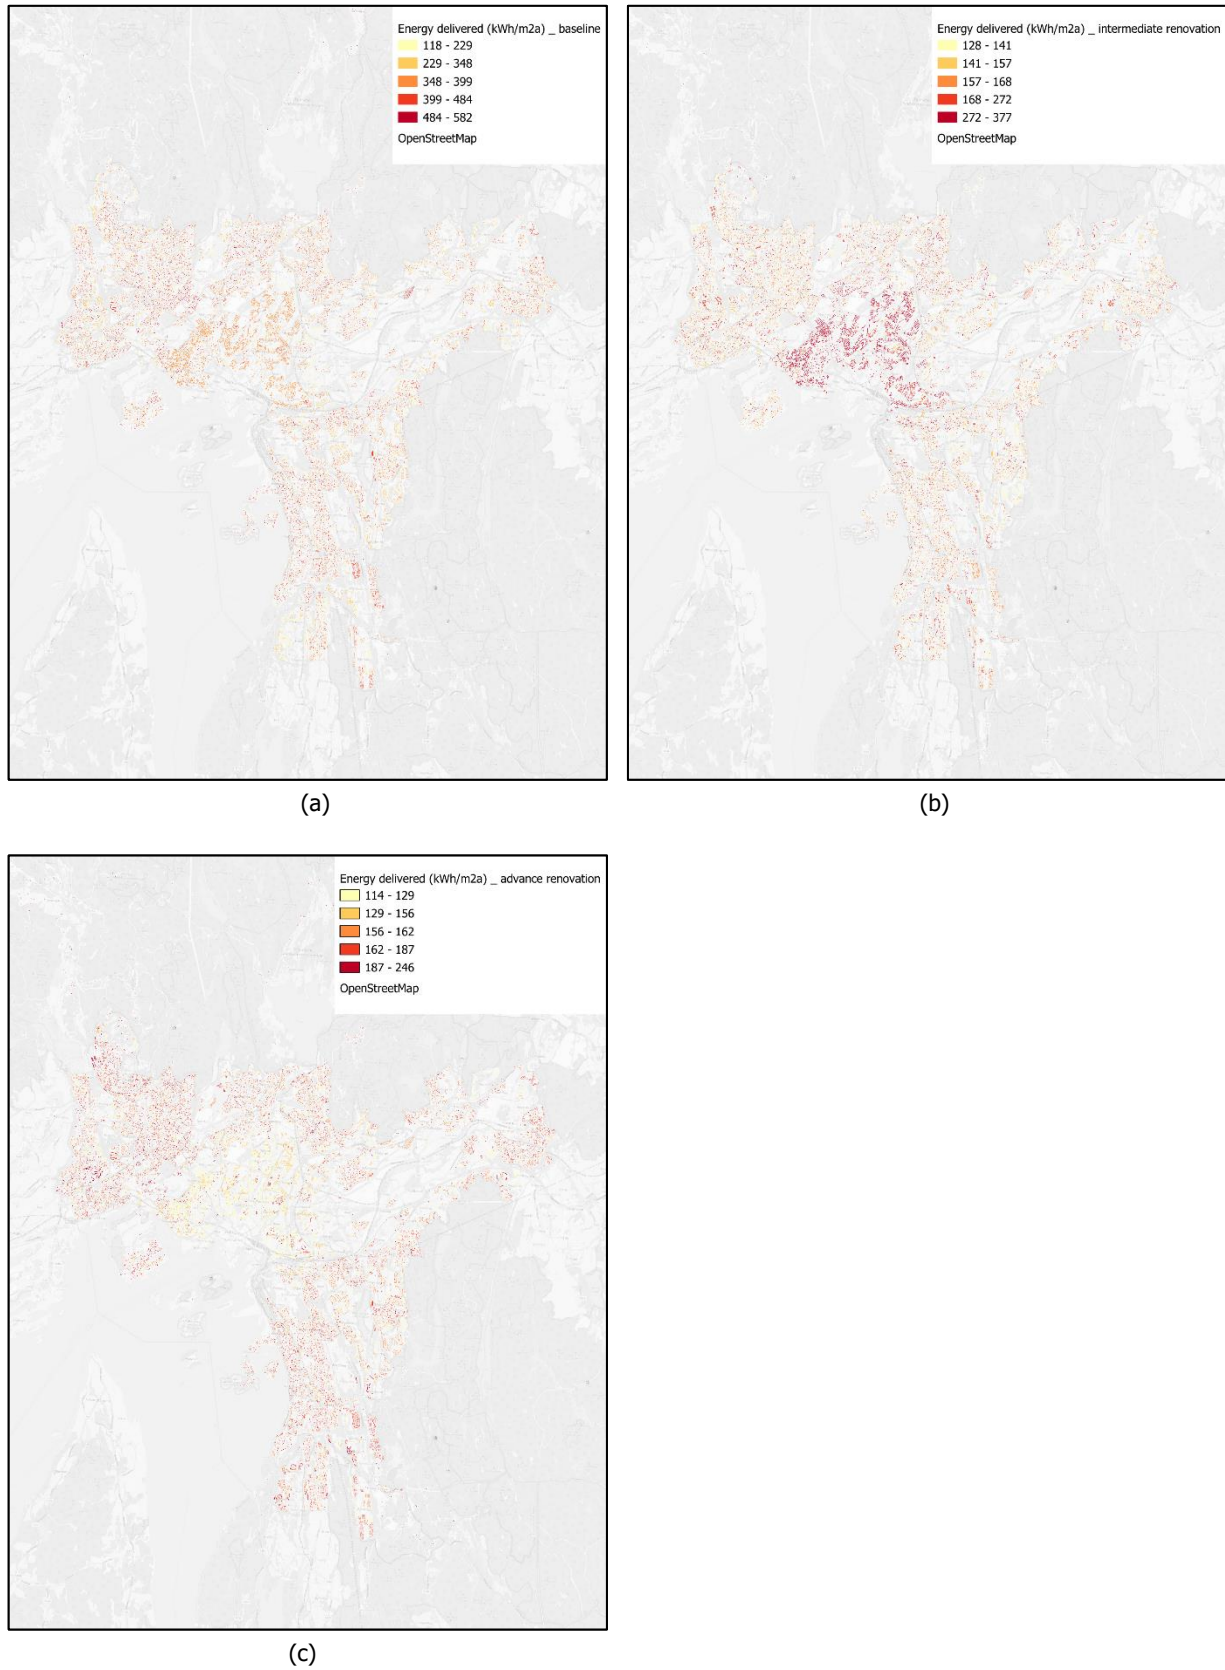 Energy delivered (kWh/m2a) _ baseline
118 - 229
229 - 348
348 - 399
399 - 484
484 - 582
OpenStreetMap
(a)
Energy delivered (kWh/m2a) _ intermediate renovation
128 - 141
141 - 157
157 - 168
168 - 272
272 - 377
OpenStreetMap
(b)
Energy delivered (kWh/m2a) _ advance renovation
114 - 129
129 - 156
156 - 162
162 - 187
187 - 246
OpenStreetMap
(c)